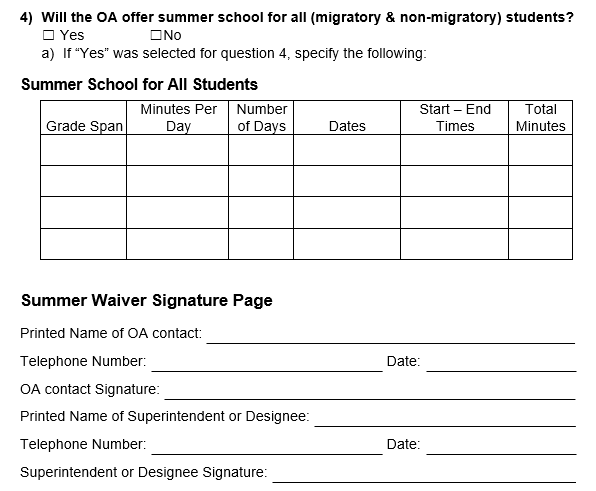 4) Will the OA offer summer school for all (migratory & non-migratory) students?
☐ Yes ☐No
a) If “Yes” was selected for question 4, specify the following:
Summer School for All Students
Grade Span Minutes Per Day Number of Days Dates Start – End Times Total Minutes
Summer Waiver Signature Page
Printed Name of OA contact:
Telephone Number: Date:
OA contact Signature:
Printed Name of Superintendent or Designee:
Telephone Number: Date:
Superintendent or Designee Signature: